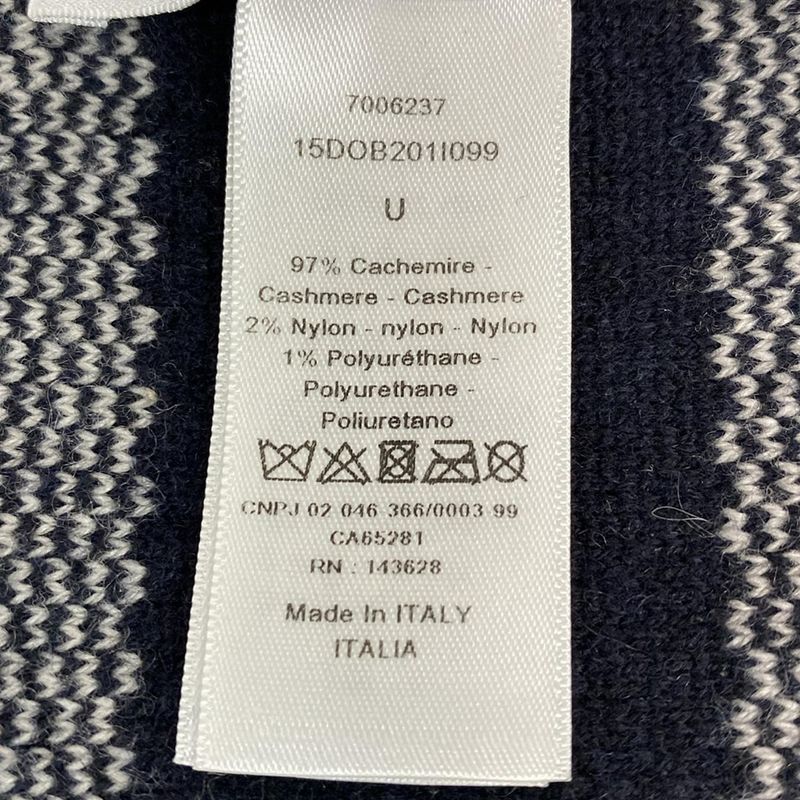 7006237
15DOB201I099
U
97% Cachemire -
Cashmere - Cashmere
2% Nylon - nylon - Nylon
1% Polyuréthane -
Polyurethane -
Poliuretano
CNPJ 02 046 366/0003 99
CA65281
RN : 143628
Made In ITALY
ITALIA